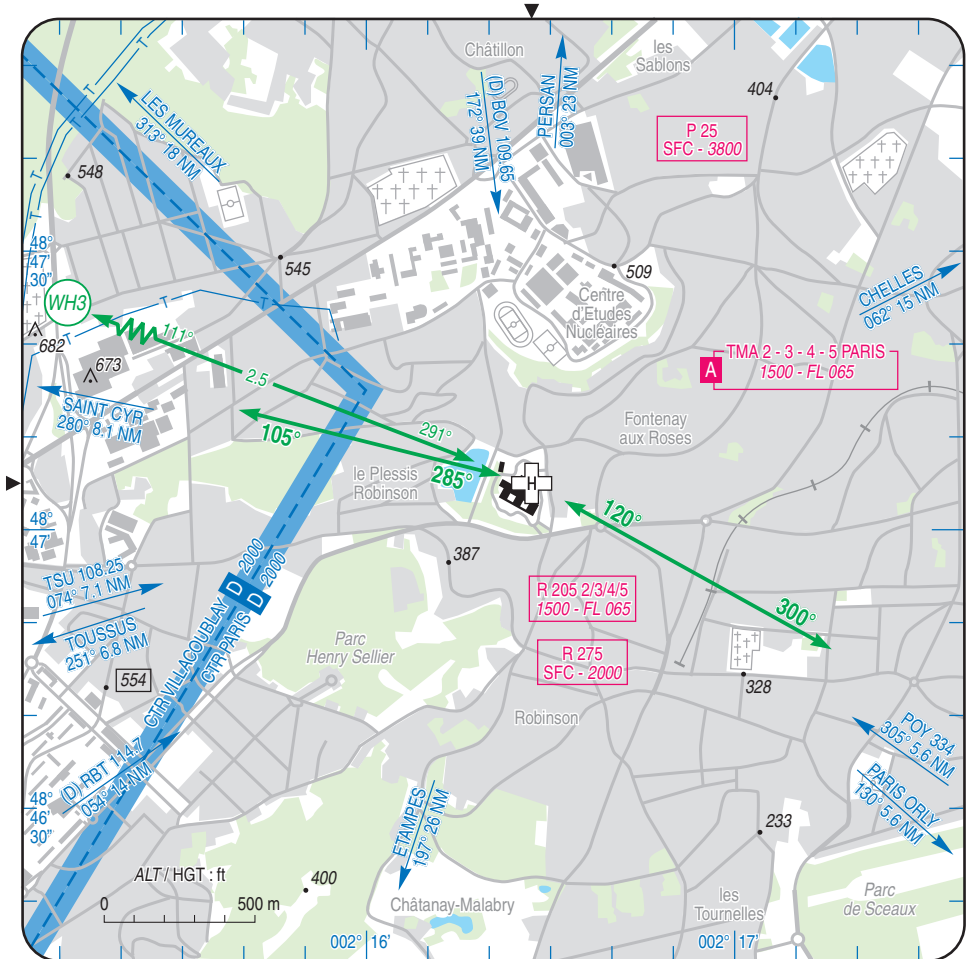 Châtillon
les
Sablons
(D) BOV 109.65
172° 39 NM
PERSAN
003° 23 NM
404
P 25
SFC - 3800
LES MUREAUX
313° 18 NM
T
T
T
T
548
48°
47'
30"
545
509
Centre
d'Etudes
Nucléaires
CHELLES
062° 15 NM
WH3
T
T
T
111°
682
673
2.5
TMA 2 - 3 - 4 - 5 PARIS
A
1500 - FL 065
SAINT CYR
280° 8.1 NM
105°
291°
285°
Fontenay
aux Roses
le Plessis
Robinson
H
48°
47'
120°
387
TSU 108.25
074° 7.1 NM
TOUSSUS
251° 6.8 NM
2000
2000
D
D
CTR VILLACOUBLAY
CTR PARIS
R 205 2/3/4/5
1500 - FL 065
300°
Parc
Henry Sellier
R 275
SFC - 2000
554
328
Robinson
POY 334
305° 5.6 NM
(D) RBT 114.7
054° 14 NM
PARIS ORLY
130° 5.6 NM
48°
46'
30"
ETAMPES
197° 26 NM
233
ALT / HGT : ft
400
0
500 m
Châtanay-Malabry
les
Tournelles
Parc
de Sceaux
002° 16'
002° 17'